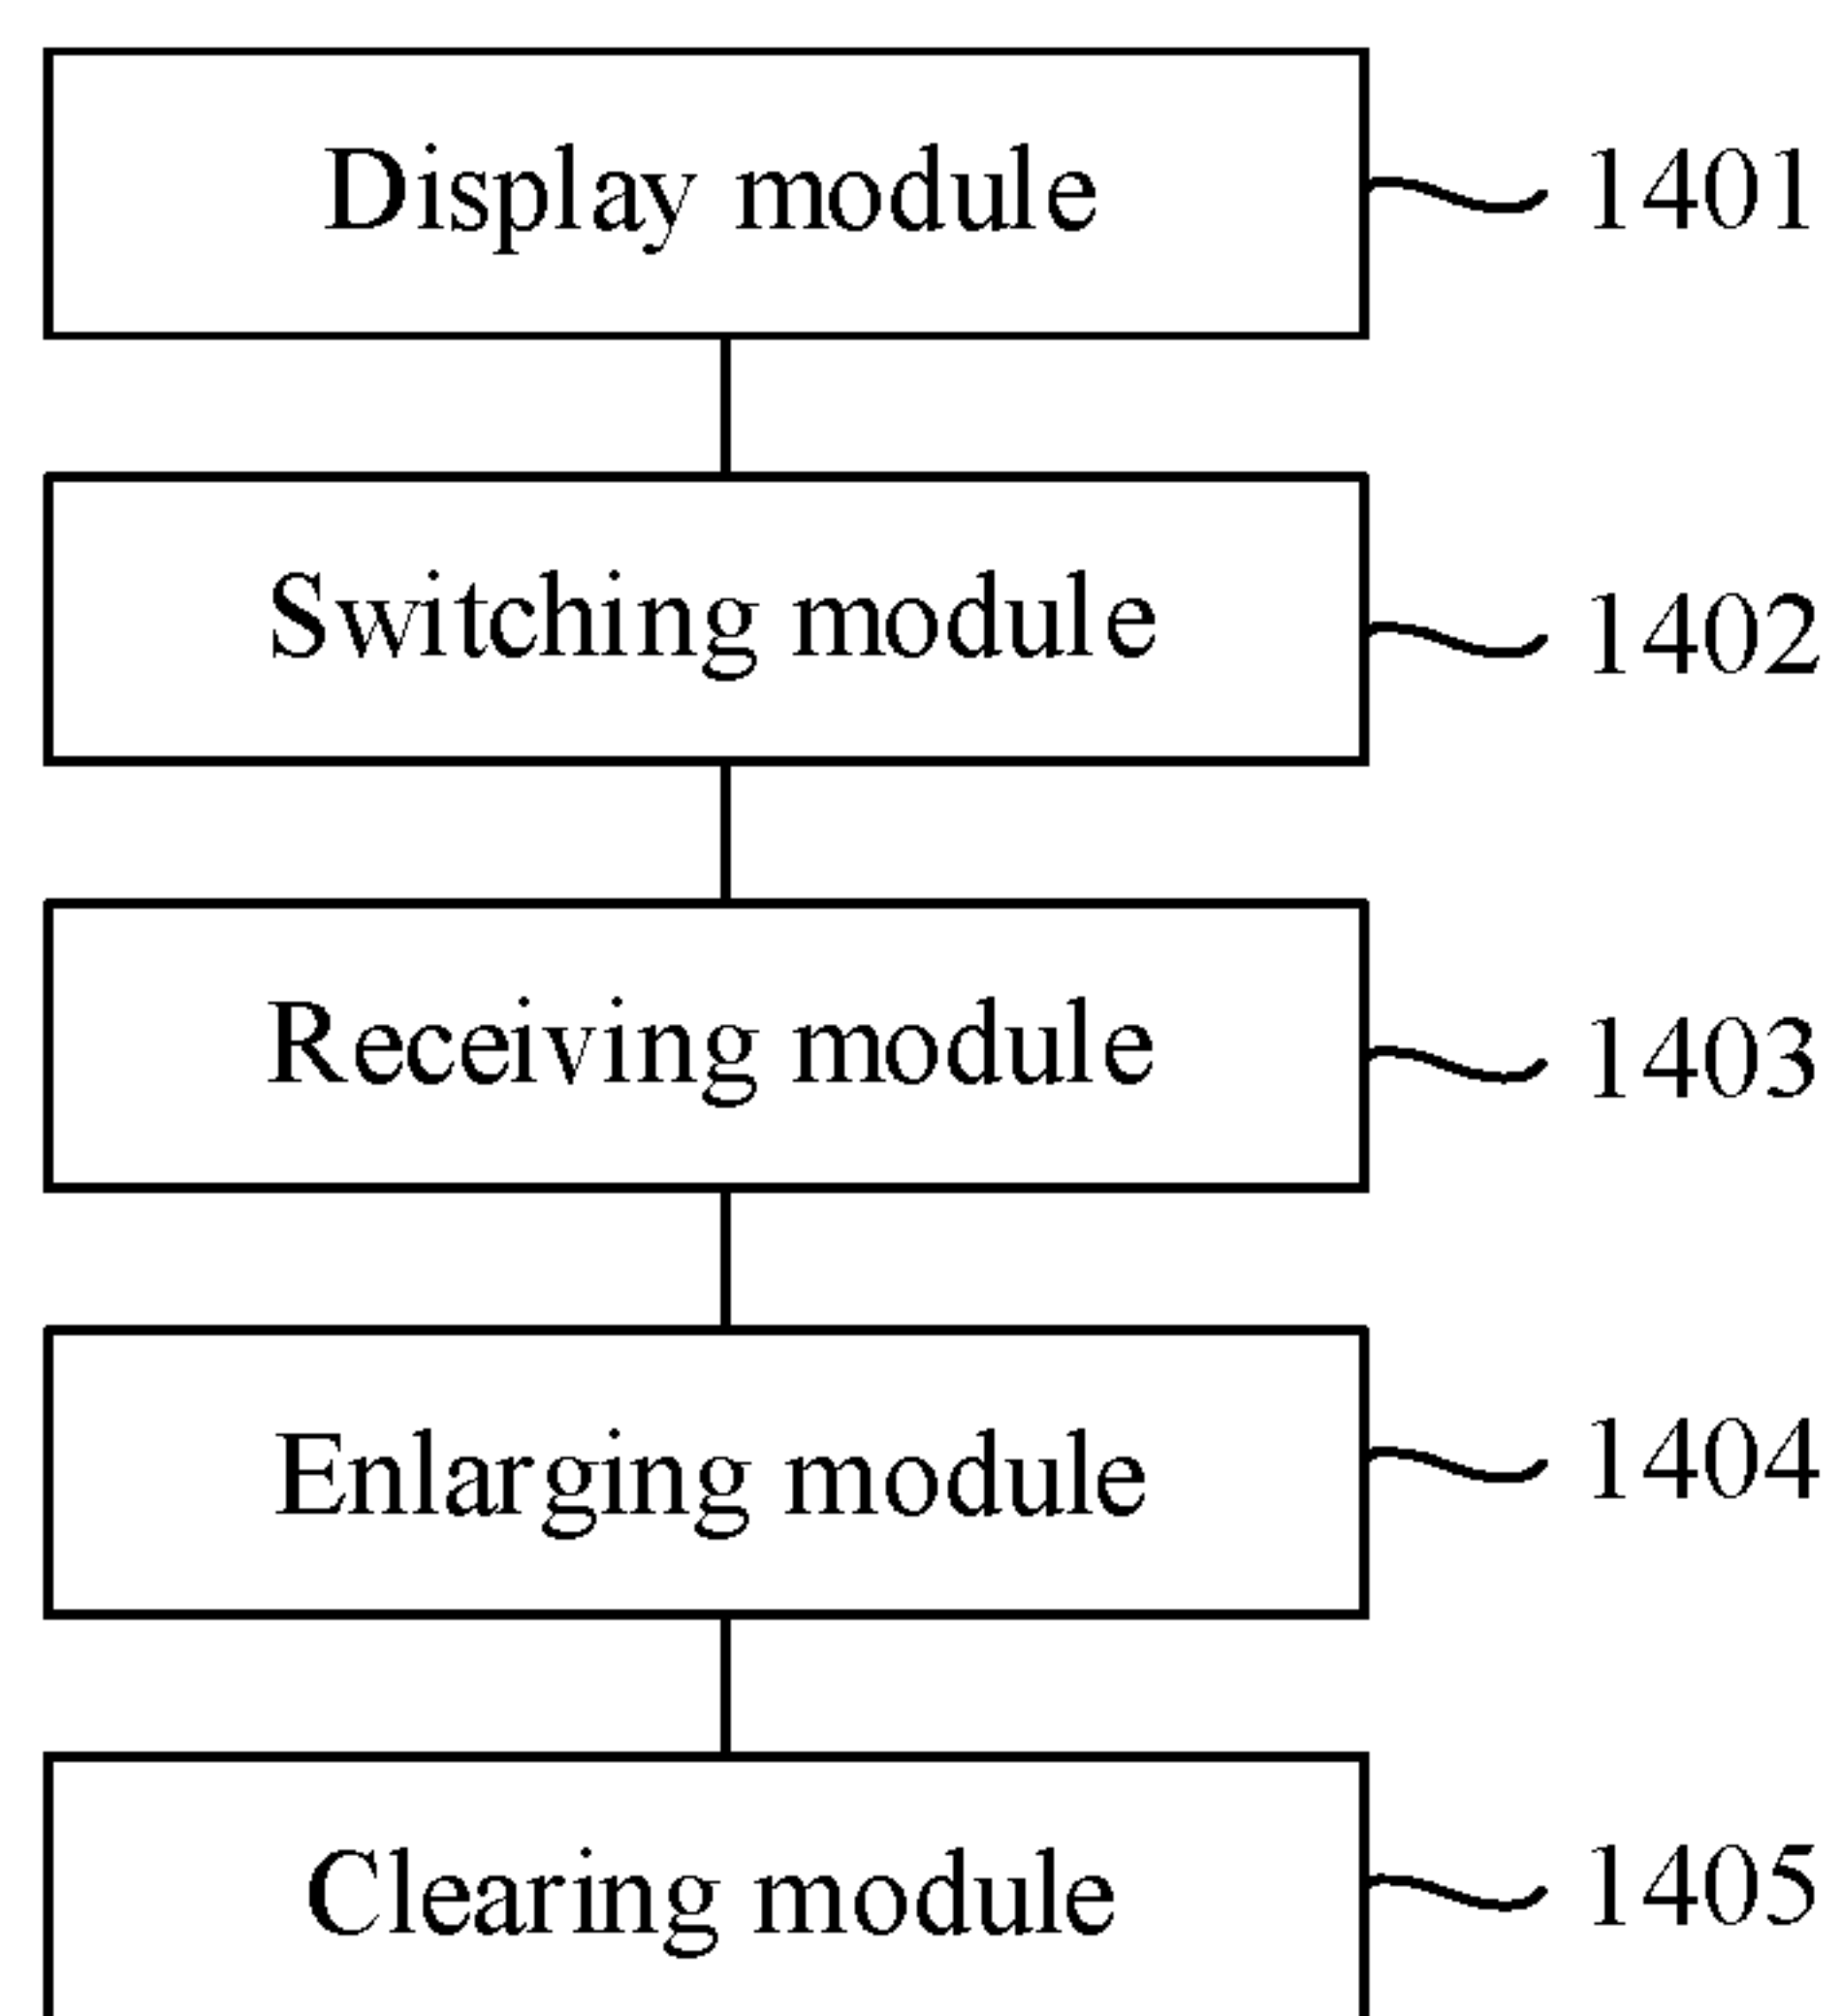 Display module 1401
Switching module 1402
Receiving module 1403
Enlarging module 1404
Clearing module 1405